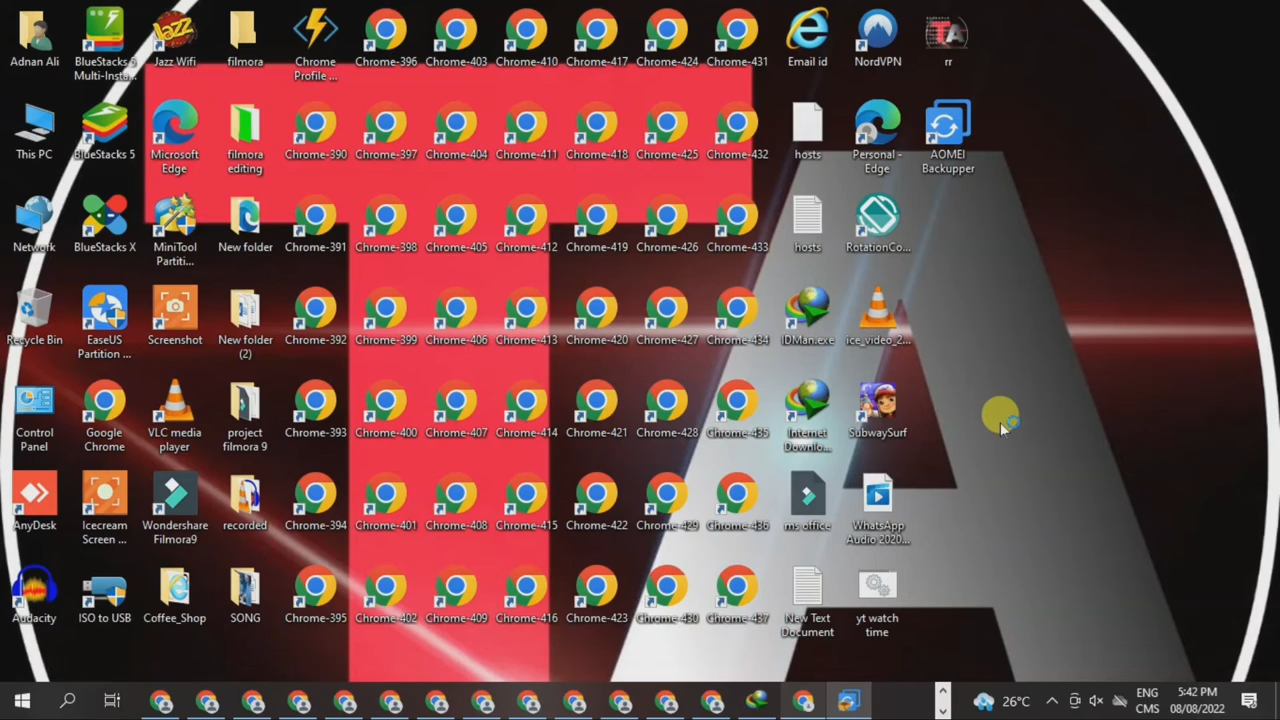 Adnan Ali
BlueStacks 5
Multi-Insta...
Jazz Wifi
filmora
Chrome
Profile ...
Chrome-396
Chrome-403
Chrome-410
Chrome-417
Chrome-424
Chrome-431
Email id
NordVPN
TA
rr
This PC
BlueStacks 5
Microsoft
Edge
filmora
editing
Chrome-390
Chrome-397
Chrome-404
Chrome-411
Chrome-418
Chrome-425
Chrome-432
hosts
Personal -
Edge
AOMEI
Backupper
Network
BlueStacks X
MiniTool
Partiti...
New folder
Chrome-391
Chrome-398
Chrome-405
Chrome-412
Chrome-419
Chrome-426
Chrome-433
hosts
RotationCo...
Recycle Bin
EaseUS
Partition ...
Screenshot
New folder
(2)
Chrome-392
Chrome-399
Chrome-406
Chrome-413
Chrome-420
Chrome-427
Chrome-434
IDMan.exe
ice_video_2...
Control
Panel
Google
Chrome
VLC media
player
project
filmora 9
Chrome-393
Chrome-400
Chrome-407
Chrome-414
Chrome-421
Chrome-428
Chrome-435
Internet
Downlo...
SubwaySurf
AnyDesk
Icecream
Screen ...
Wondershare
Filmora9
recorded
Chrome-394
Chrome-401
Chrome-408
Chrome-415
Chrome-422
Chrome-429
Chrome-436
ms office
WhatsApp
Audio 2020...
Audacity
ISO to USB
Coffee_Shop
SONG
Chrome-395
Chrome-402
Chrome-409
Chrome-416
Chrome-423
Chrome-430
Chrome-437
New Text
Document
yt watch
time
TA
26°C
ENG
CMS
5:42 PM
08/08/2022